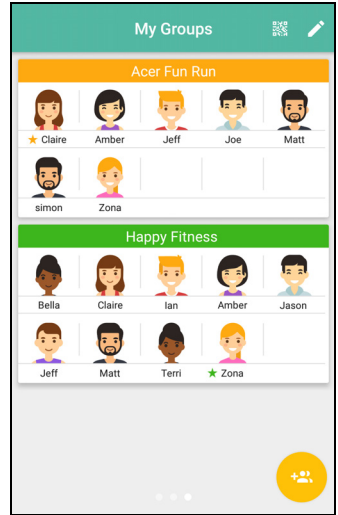 My Groups
Acer Fun Run
Claire Amber Jeff Joe Matt
simon Zona
Happy Fitness
Bella Claire Ian Amber Jason
Jeff Matt Terri Zona